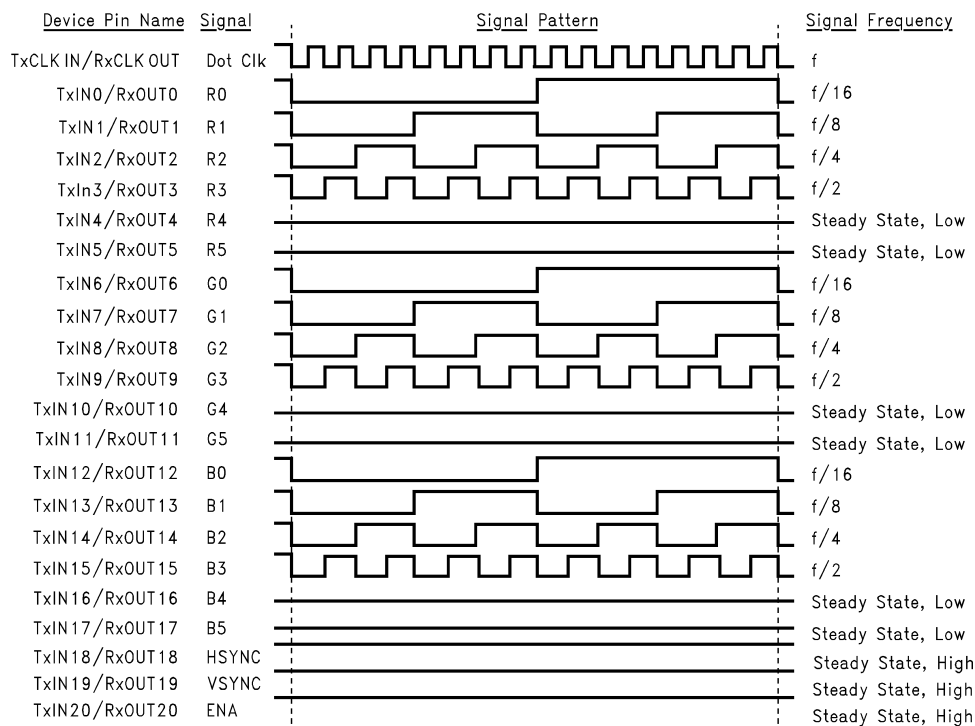 Device Pin Name Signal Signal Pattern Signal Frequency
TxCLK IN/RxCLK OUT Dot Clk f
TxIN0/RxOUT0 R0 f/16
TxIN1/RxOUT1 R1 f/8
TxIN2/RxOUT2 R2 f/4
TxIn3/RxOUT3 R3 f/2
TxIN4/RxOUT4 R4 Steady State, Low
TxIN5/RxOUT5 R5 Steady State, Low
TxIN6/RxOUT6 G0 f/16
TxIN7/RxOUT7 G1 f/8
TxIN8/RxOUT8 G2 f/4
TxIN9/RxOUT9 G3 f/2
TxIN10/RxOUT10 G4 Steady State, Low
TxIN11/RxOUT11 G5 Steady State, Low
TxIN12/RxOUT12 B0 f/16
TxIN13/RxOUT13 B1 f/8
TxIN14/RxOUT14 B2 f/4
TxIN15/RxOUT15 B3 f/2
TxIN16/RxOUT16 B4 Steady State, Low
TxIN17/RxOUT17 B5 Steady State, Low
TxIN18/RxOUT18 HSYNC Steady State, High
TxIN19/RxOUT19 VSYNC Steady State, High
TxIN20/RxOUT20 ENA Steady State, High